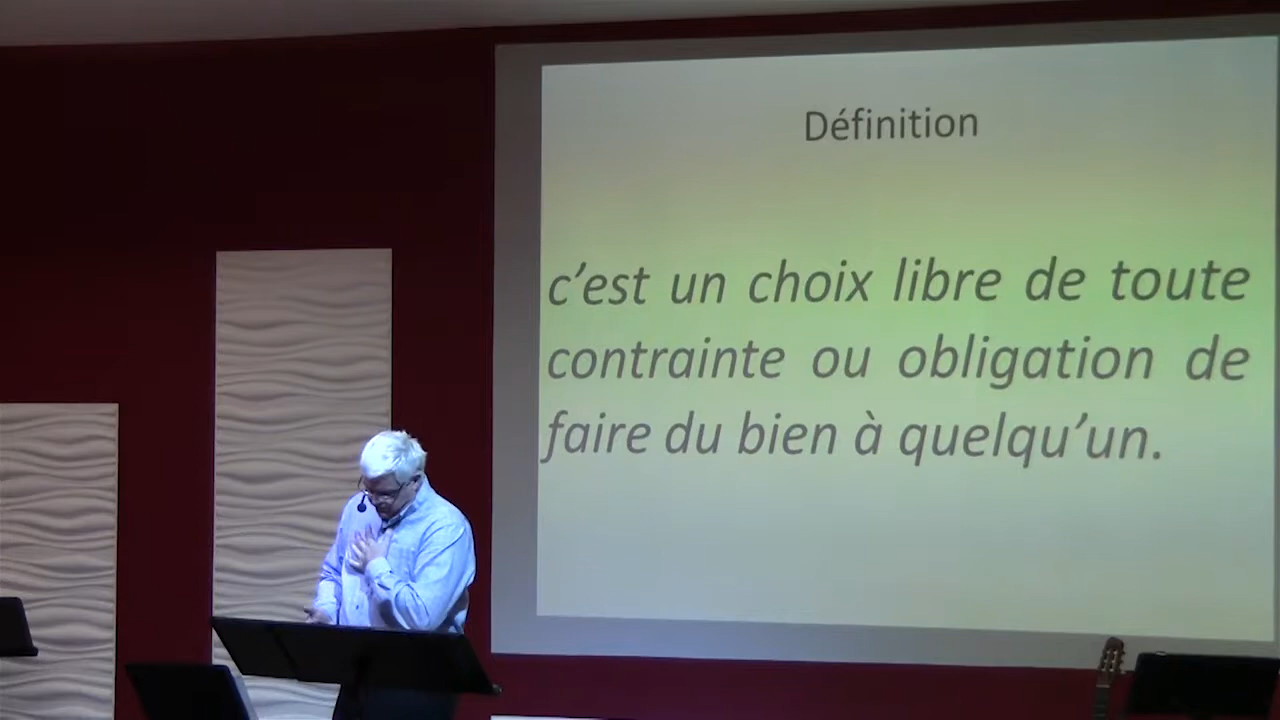 Définition
c’est un choix libre de toute
contrainte ou obligation de
faire du bien à quelqu’un.